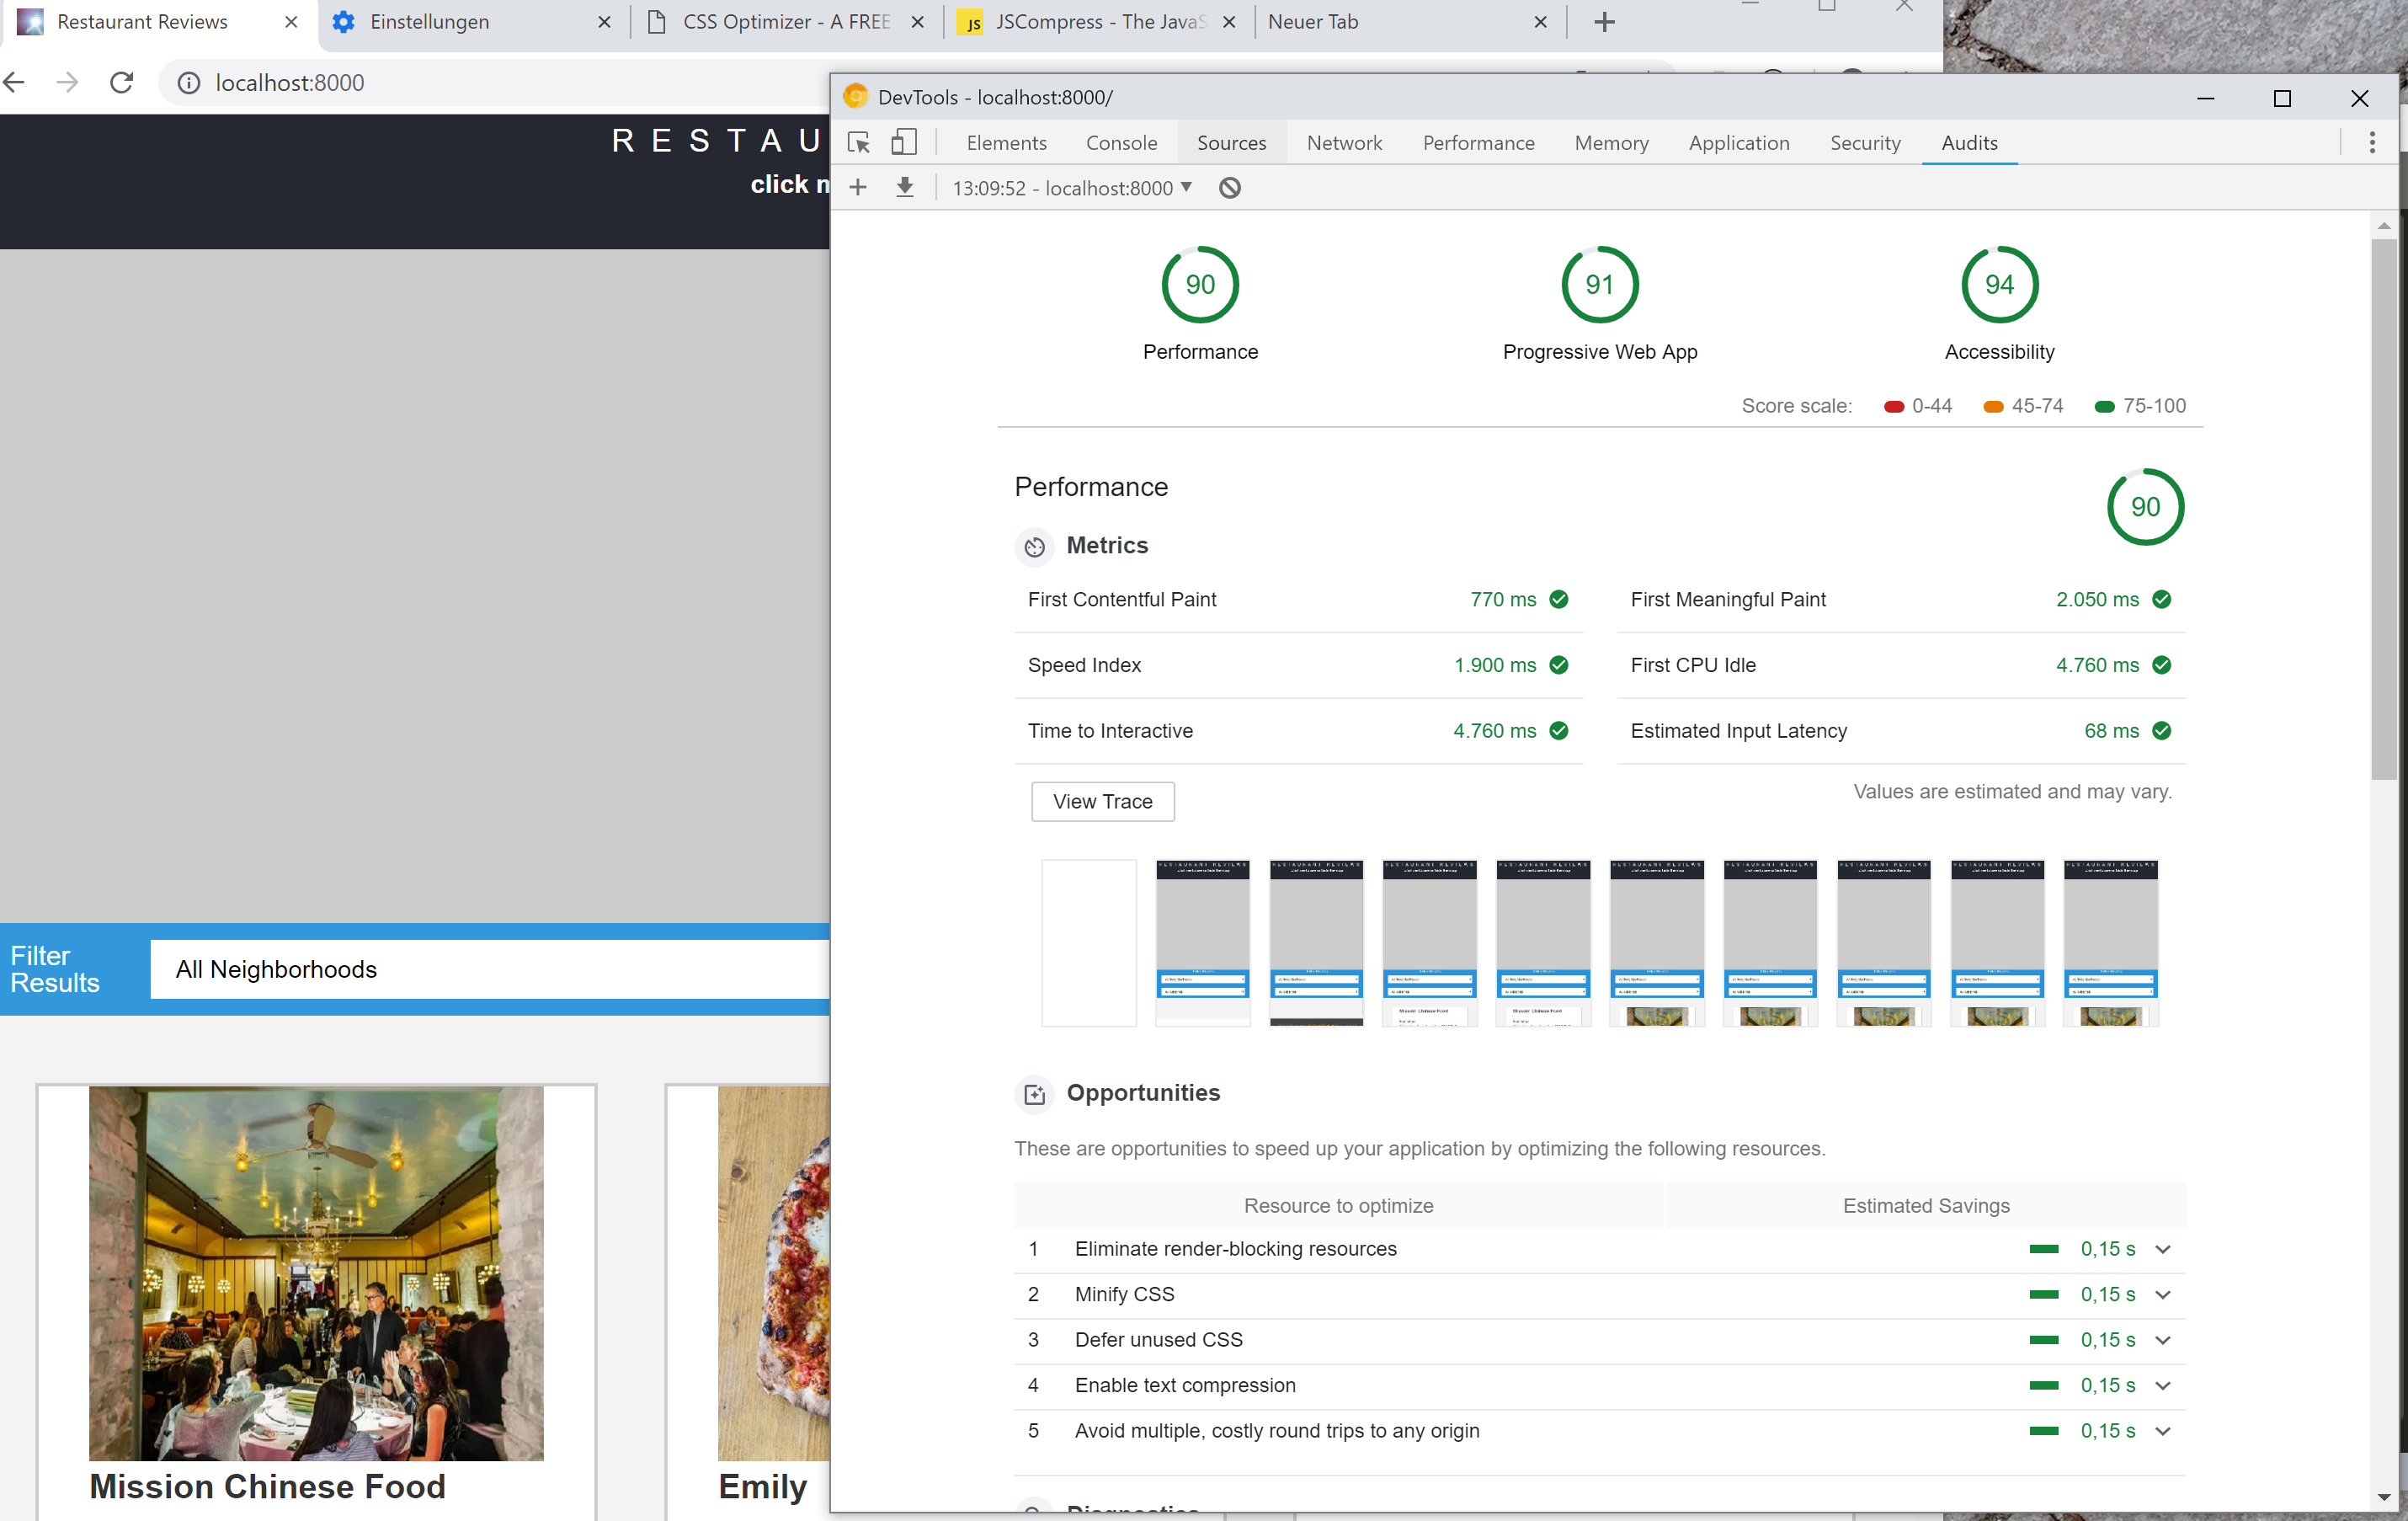 Restaurant Reviews
Einstellungen
CSS Optimizer - A FREE
JS
JSCompress - The JavaS
Neuer Tab
localhost:8000
RESTAU
click
DevTools - localhost:8000/
Elements
Console
Sources
Network
Performance
Memory
Application
Security
Audits
13:09:52 - localhost:8000
90
91
94
Performance
Progressive Web App
Accessibility
Score scale:
0-44
45-74
75-100
Performance
90
Metrics
First Contentful Paint
770 ms
First Meaningful Paint
2.050 ms
Speed Index
1.900 ms
First CPU Idle
4.760 ms
Time to Interactive
4.760 ms
Estimated Input Latency
68 ms
View Trace
Values are estimated and may vary.
Opportunities
These are opportunities to speed up your application by optimizing the following resources.
Resource to optimize
Estimated Savings
1 Eliminate render-blocking resources 0,15 s
2 Minify CSS 0,15 s
3 Defer unused CSS 0,15 s
4 Enable text compression 0,15 s
5 Avoid multiple, costly round trips to any origin 0,15 s
Diagnostics
Filter
Results
All Neighborhoods
Mission Chinese Food
Emily